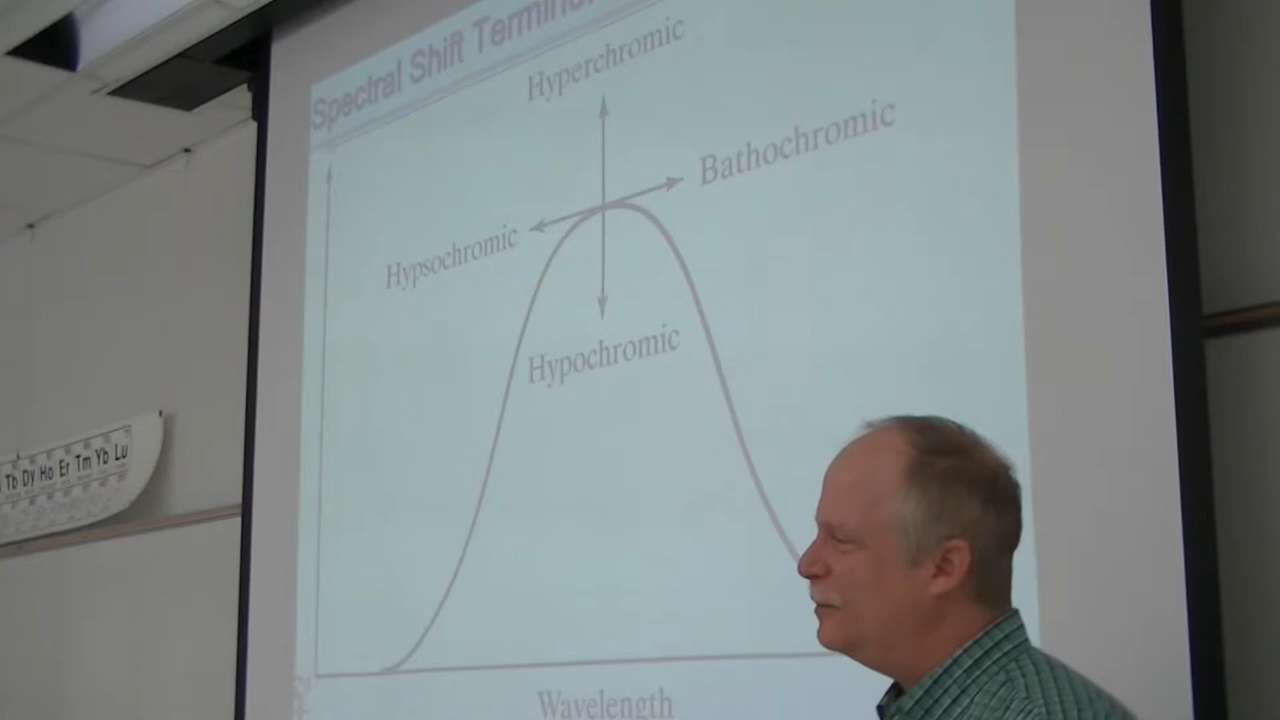 Spectral Shift
Hyperchromic
Bathochromic
Hypsochromic
Hypochromic
Tb Dy Ho Er Tm Yb Lu
Wavelength